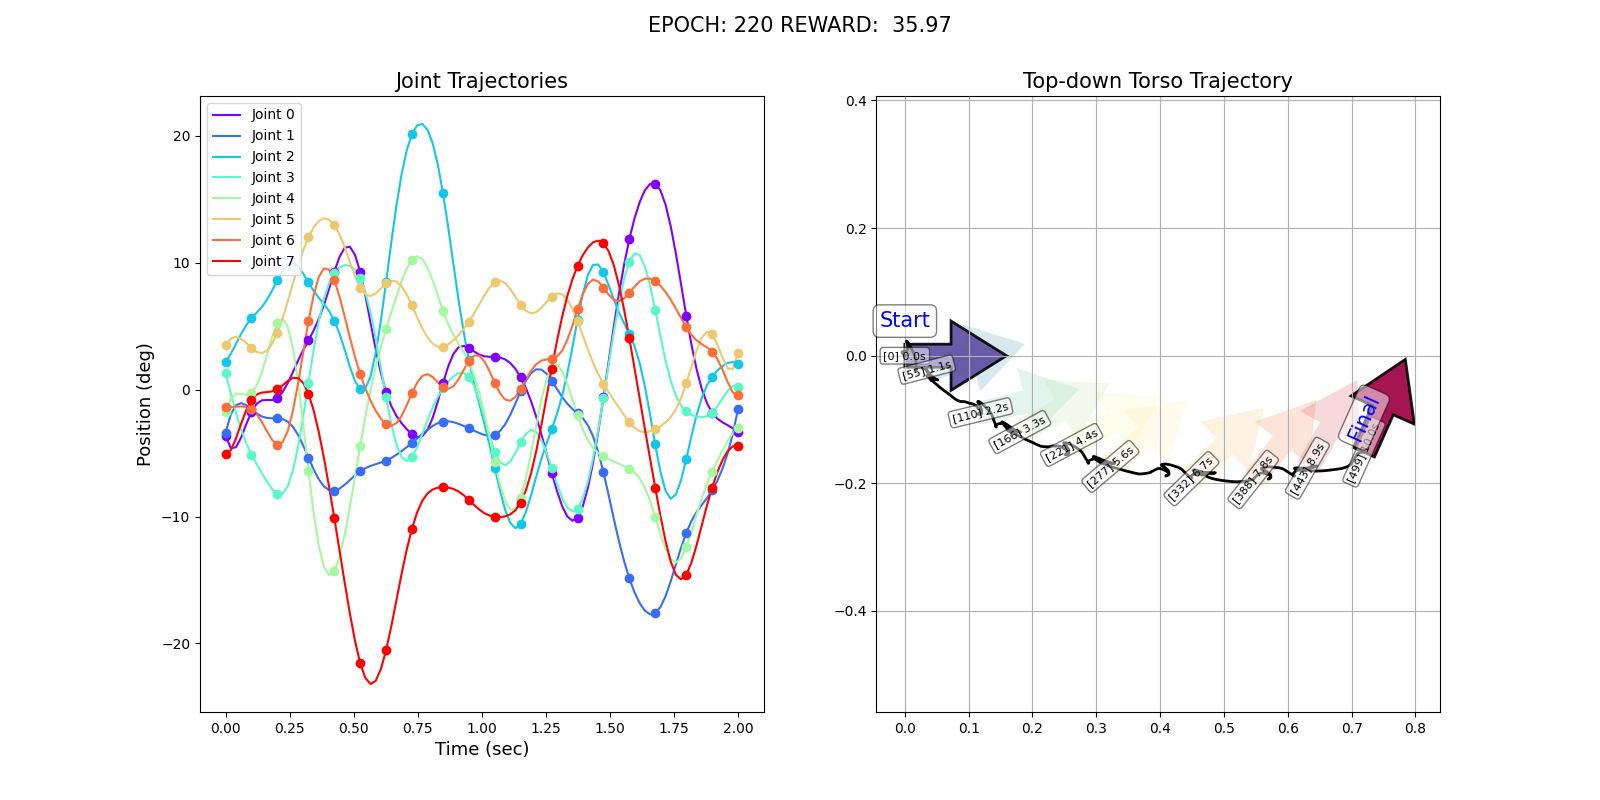 EPOCH: 220 REWARD:  35.97
Joint Trajectories
Joint 0
Joint 1
Joint 2
Joint 3
Joint 4
Joint 5
Joint 6
Joint 7
20
10
0
−10
−20
Position (deg)
0.00 0.25 0.50 0.75 1.00 1.25 1.50 1.75 2.00
Time (sec)
Top-down Torso Trajectory
0.4
0.2
0.0
−0.2
−0.4
Start
[0] 0.0s
[55] 1.1s
[110] 2.2s
[166] 3.3s
[221] 4.4s
[277] 5.6s
[332] 6.7s
[388] 7.8s
[443] 8.9s
[499] 10.0s
Final
0.0 0.1 0.2 0.3 0.4 0.5 0.6 0.7 0.8